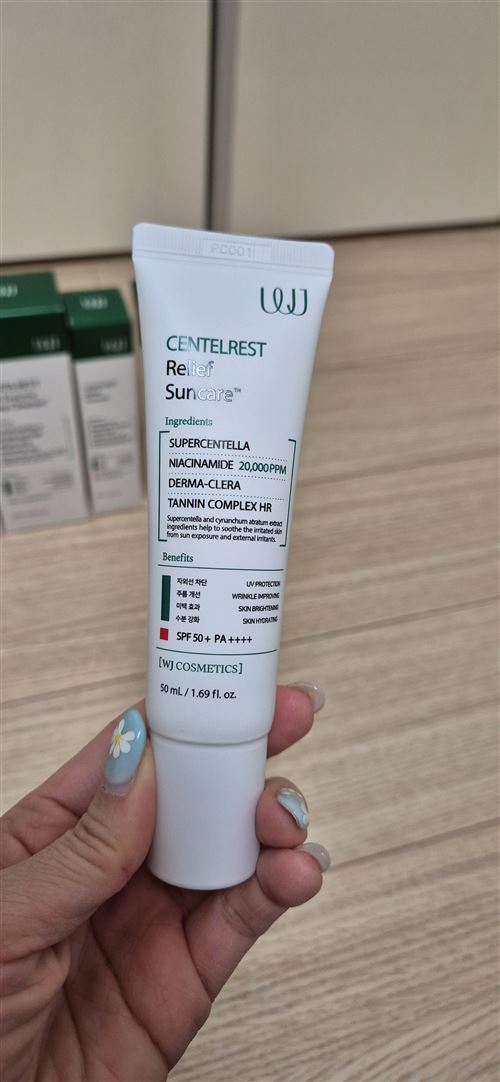 PCC01
WJ
CENTELREST
Relief
Suncare™
Ingredients
SUPERCENTELLA
NIACINAMIDE 20,000PPM
DERMA-CLERA
TANNIN COMPLEX HR
Supercentella and cynanchum atratum extract
ingredients help to soothe the irritated skin
from sun exposure and external irritants.
Benefits
자외선 차단 UV PROTECTION
주름 개선 WRINKLE IMPROVING
미백 효과 SKIN BRIGHTENING
수분 강화 SKIN HYDRATING
SPF 50+ PA++++
[WJ COSMETICS]
50 mL / 1.69 fl. oz.